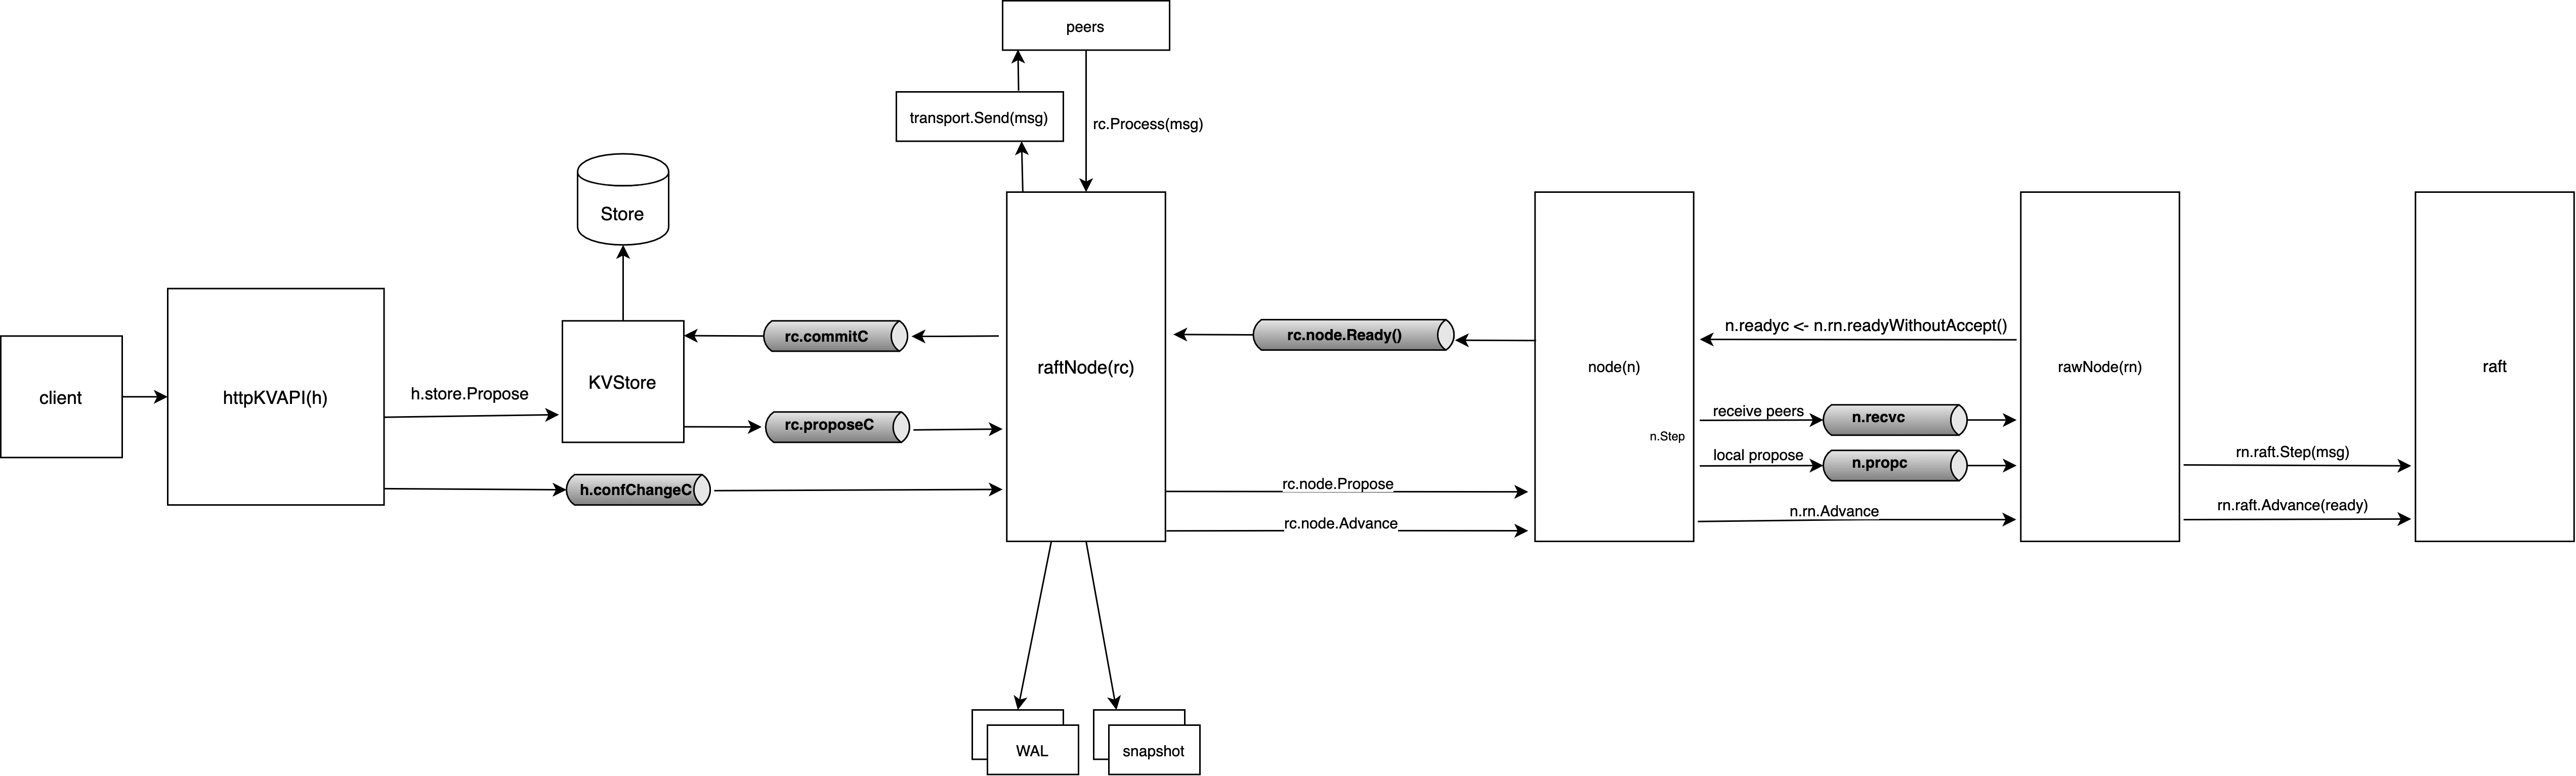 peers
transport.Send(msg)
rc.Process(msg)
Store
client
httpKVAPI(h)
h.store.Propose
KVStore
rc.commitC
rc.proposeC
h.confChangeC
raftNode(rc)
rc.node.Ready()
rc.node.Propose
rc.node.Advance
node(n)
n.Step
n.readyc <- n.rn.readyWithoutAccept()
receive peers
n.recvc
local propose
n.propc
n.rn.Advance
rawNode(rn)
rn.raft.Step(msg)
rn.raft.Advance(ready)
raft
WAL
snapshot